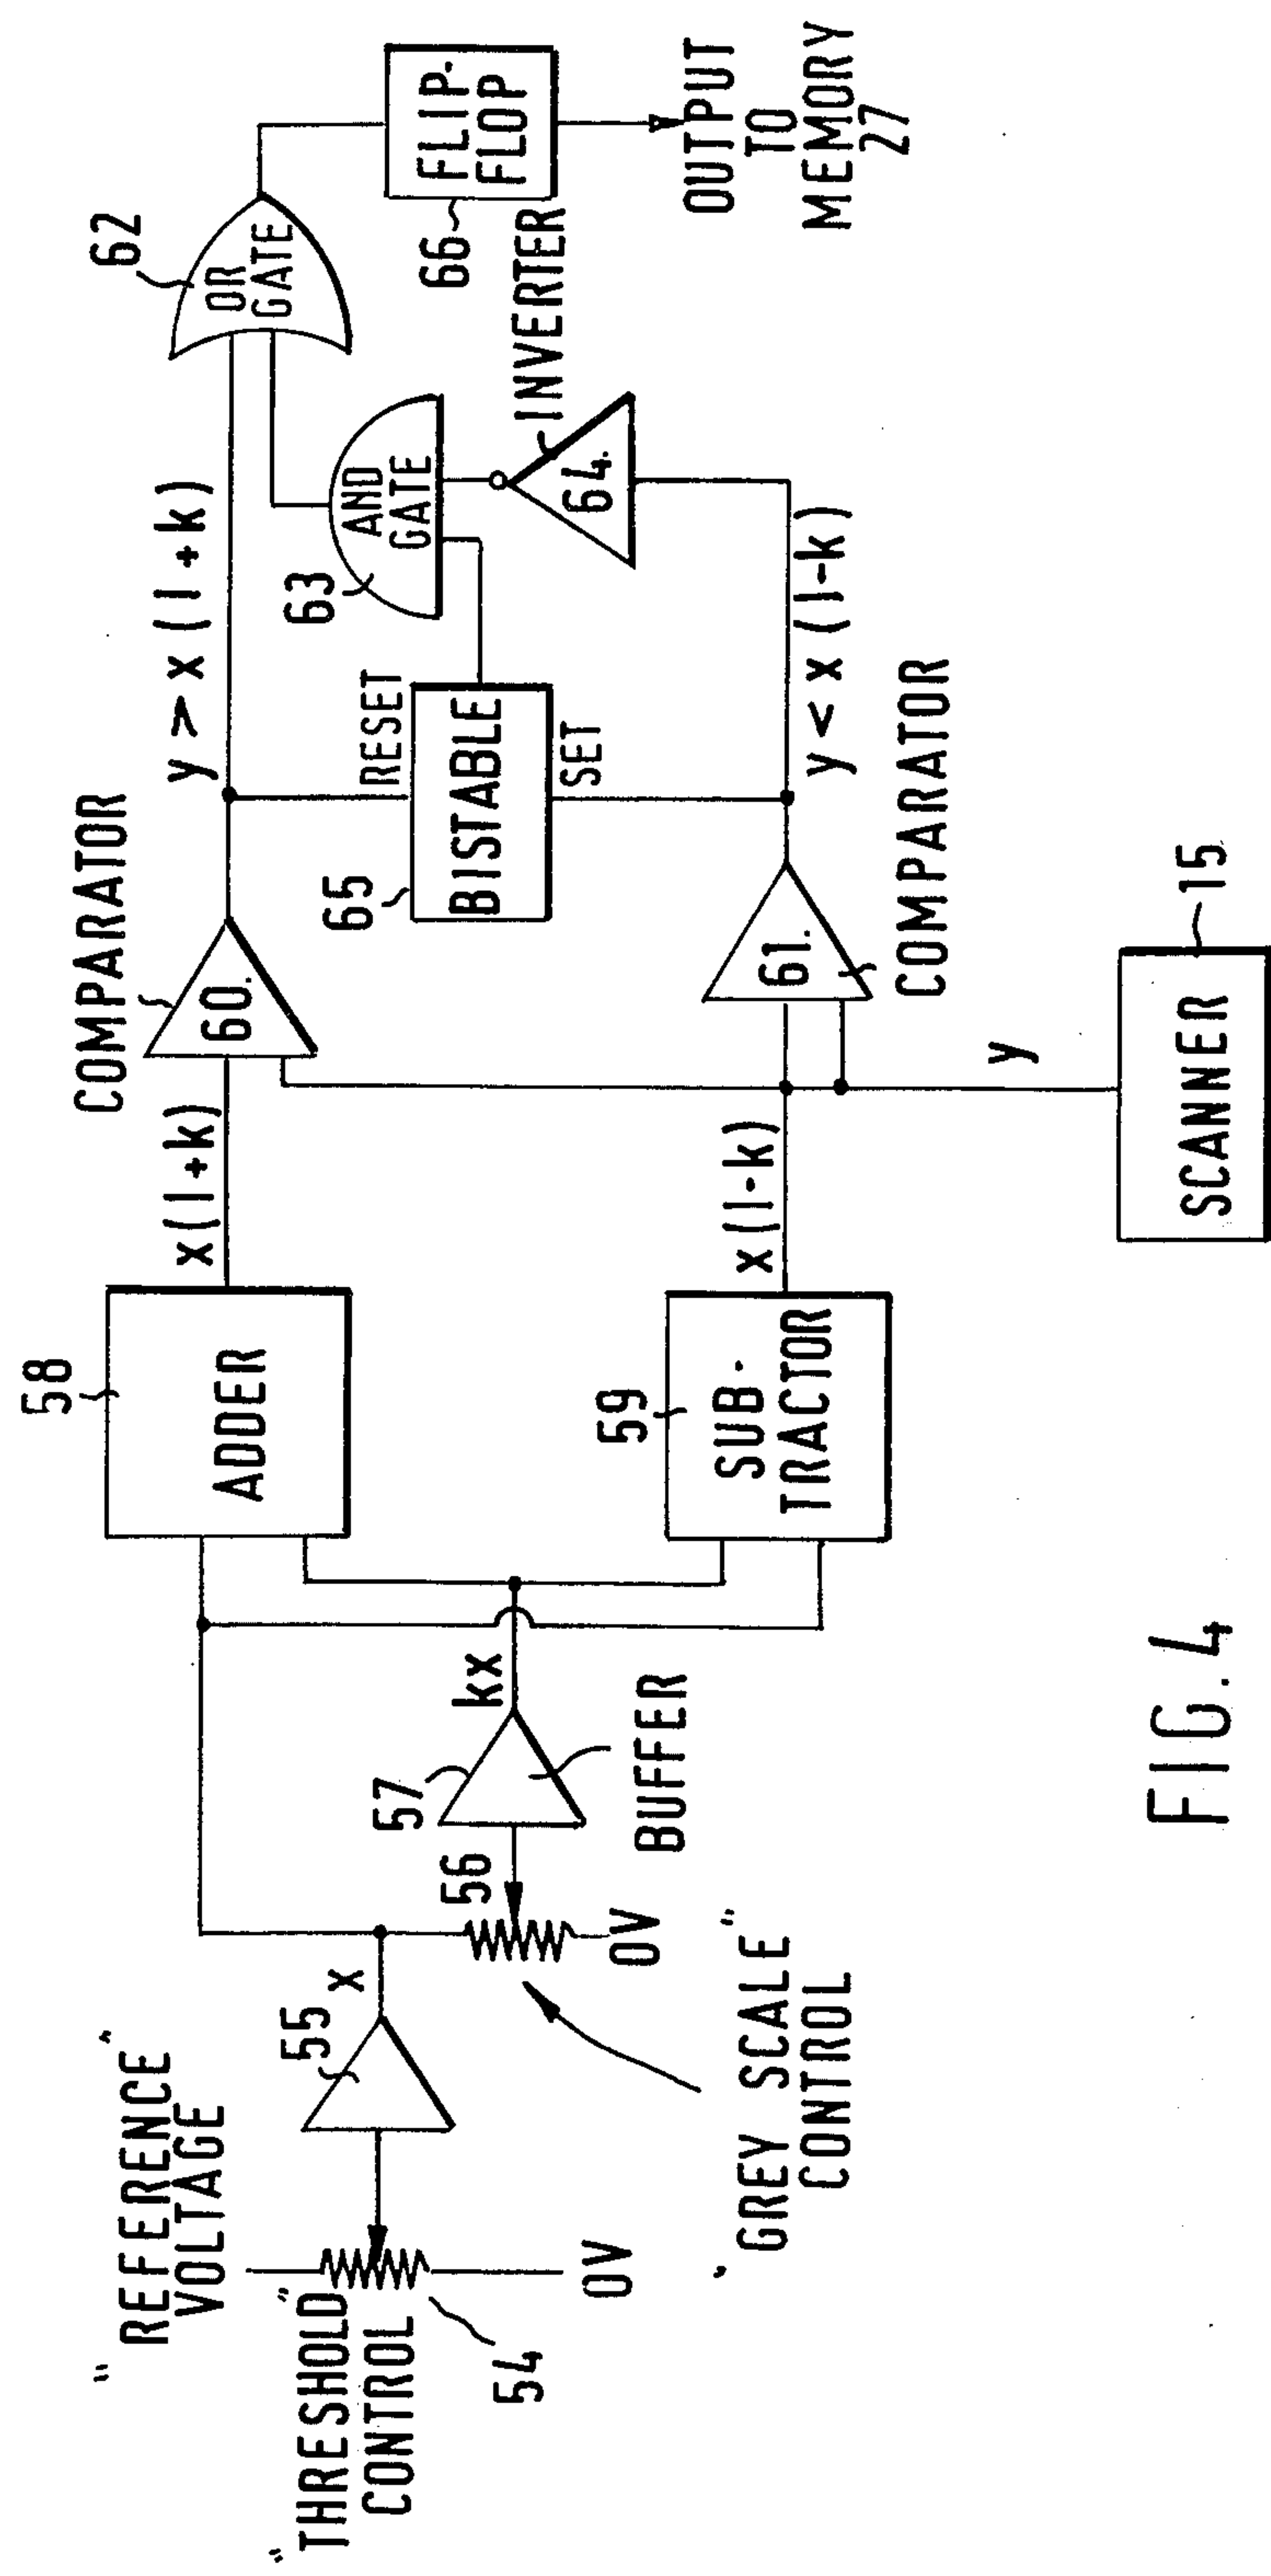 "REFERENCE"
VOLTAGE
"THRESHOLD"
CONTROL
54
0V
55
x
56
0V
"GREY SCALE"
CONTROL
57
BUFFER
kx
58
ADDER
59
SUB-
TRACTOR
x(1+k)
x(1-k)
COMPARATOR
60.
61.
COMPARATOR
y
SCANNER
15
y > x (1+k)
y < x (1-k)
65
BISTABLE
RESET
SET
63
AND
GATE
64.
INVERTER
62
OR
GATE
66
FLIP-
FLOP
OUTPUT
TO
MEMORY
27
FIG. 4